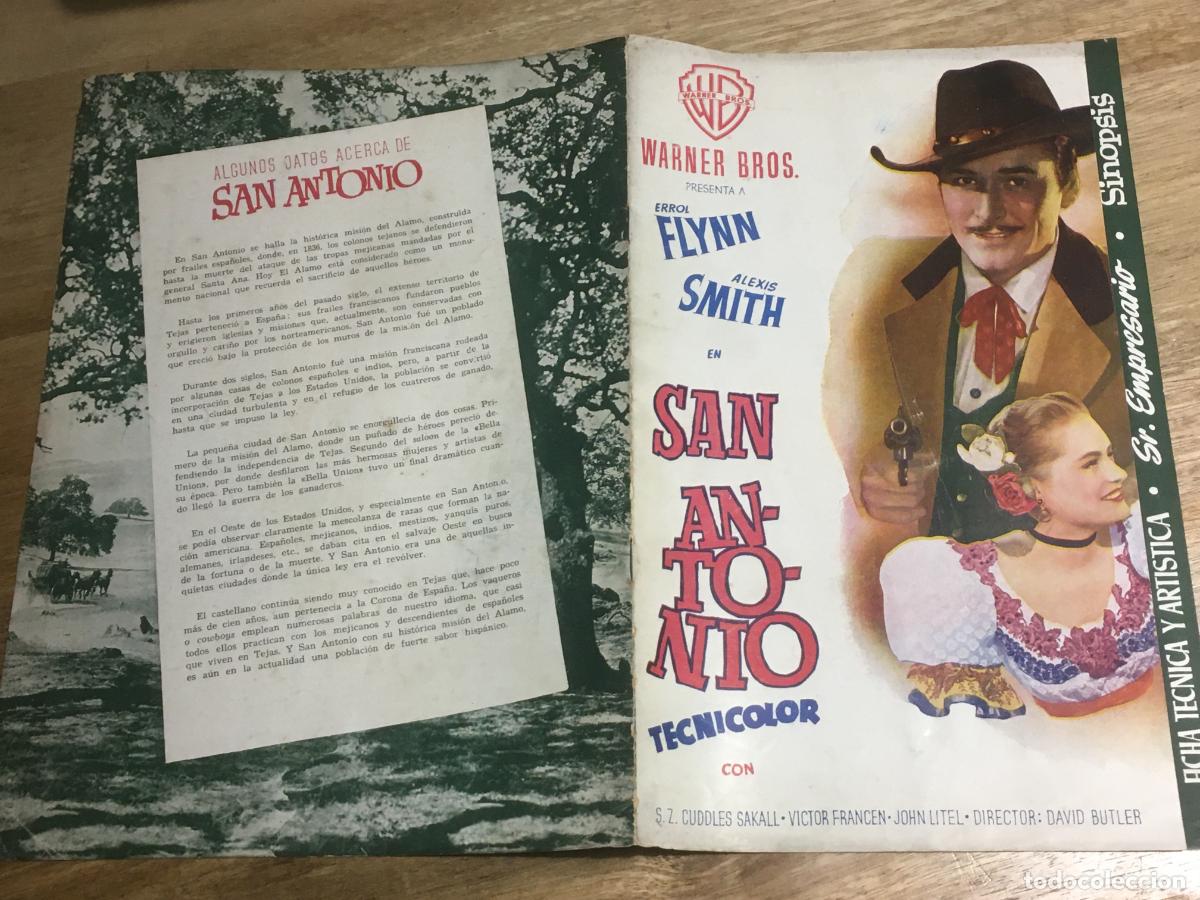 ALGUNOS DATOS ACERCA DE
SAN ANTONIO
En San Antonio se halla la histórica misión del Alamo, construída
por frailes españoles, donde, en 1836, los colonos tejanos se defendieron
hasta la muerte del ataque de las tropas mejicanas mandadas por el
general Santa Ana. Hoy El Alamo está considerado como un monu-
mento nacional que recuerda el sacrificio de aquellos héroes.
Hasta los primeros años del pasado siglo, el extenso territorio de
Tejas perteneció a España; sus frailes franciscanos fundaron pueblos
y erigieron iglesias y misiones que, actualmente, son conservadas con
orgullo y cariño por los norteamericanos. San Antonio fué un poblado
que creció bajo la protección de los muros de la misión del Alamo.
Durante dos siglos, San Antonio fué una misión franciscana rodeada
por algunas casas de colonos españoles e indios, pero, a partir de la
incorporación de Tejas a los Estados Unidos, la población se convirtió
en una ciudad turbulenta y en el refugio de los cuatreros de ganado,
hasta que se impuso la ley.
La pequeña ciudad de San Antonio se enorgullecía de dos cosas. Pri-
mero de la misión del Alamo, donde un puñado de héroes pereció de-
fendiendo la independencia de Tejas. Segundo del saloon de la «Bella
Union», por donde desfilaron las más hermosas mujeres y artistas de
su época. Pero también la «Bella Union» tuvo un final dramático cuan-
do llegó la guerra de los ganaderos.
En el Oeste de los Estados Unidos, y especialmente en San Antonio,
se podía observar claramente la mescolanza de razas que forman la na-
ción americana. Españoles, mejicanos, indios, mestizos, yanquis puros,
alemanes, irlandeses, etc., se daban cita en el salvaje Oeste en busca
de la fortuna o de la muerte. Y San Antonio era una de aquellas in-
quietas ciudades donde la única ley era el revólver.
El castellano continúa siendo muy conocido en Tejas que, hace poco
más de cien años, aun pertenecía a la Corona de España. Los vaqueros
o cowboys emplean numerosas palabras de nuestro idioma, que casi
todos ellos practican con los mejicanos y descendientes de españoles
que viven en Tejas. Y San Antonio con su histórica misión del Alamo,
es aún en la actualidad una población de fuerte sabor hispánico.
WB
WARNER BROS.
WARNER BROS.
PRESENTA A
ERROL
FLYNN
ALEXIS
SMITH
EN
SAN
AN-
TO-
NIO
TECNICOLOR
CON
S. Z. CUDDLES SAKALL · VICTOR FRANCEN · JOHN LITEL · DIRECTOR: DAVID BUTLER
FICHA TECNICA Y ARTISTICA · Sr. Empresario · Sinopsis
todocoleccion